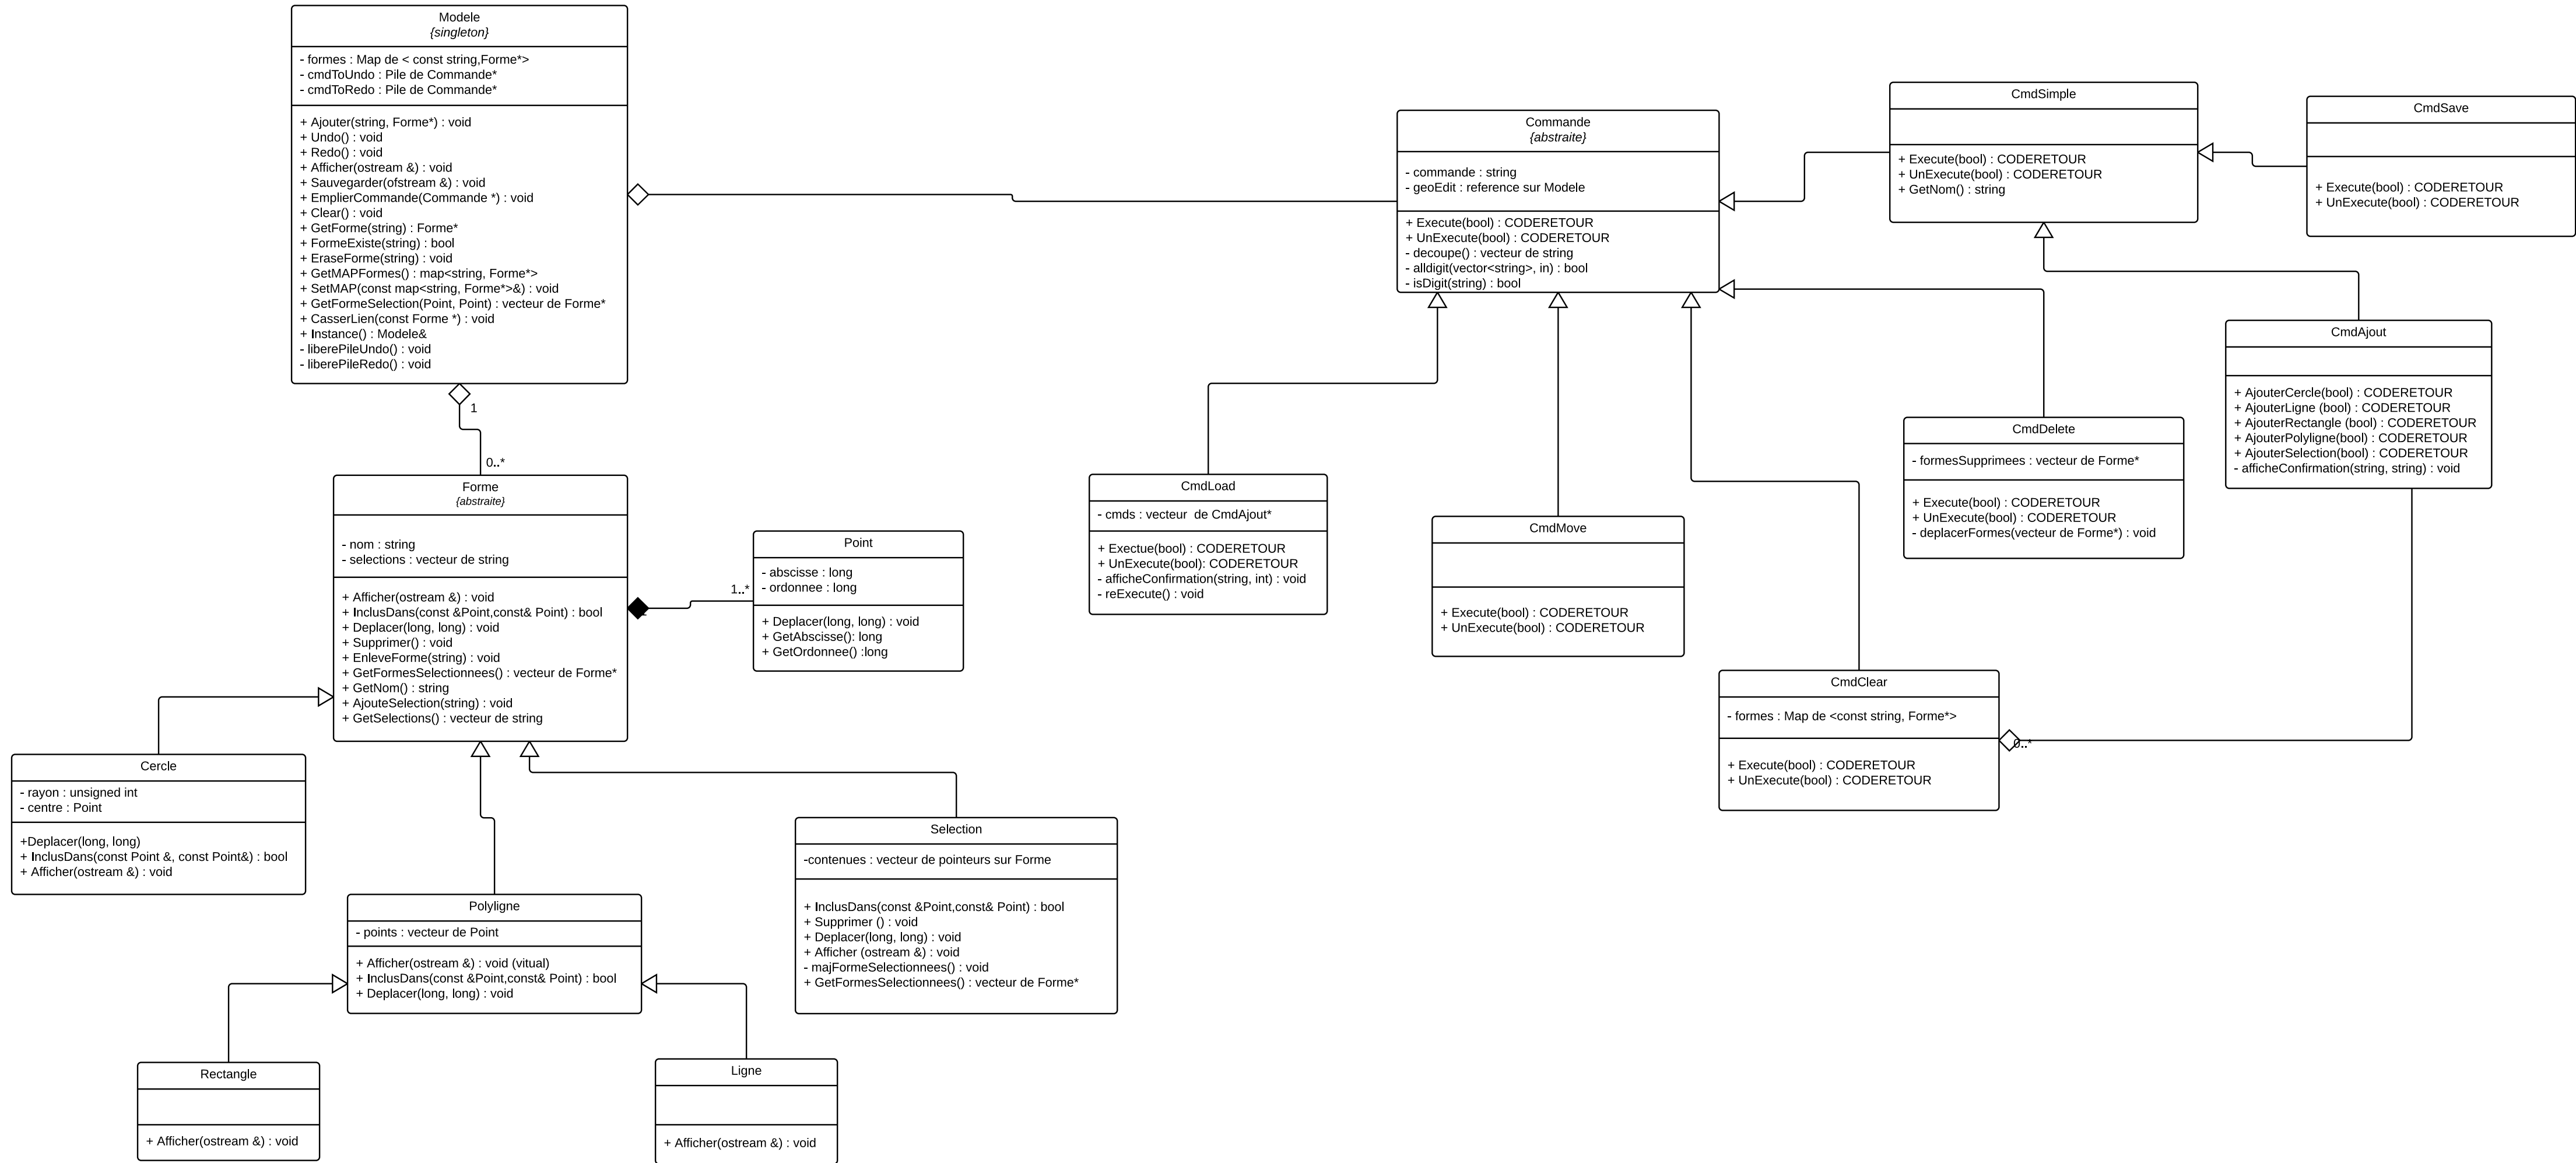 Modele
{singleton}
- formes : Map de < const string,Forme*>
- cmdToUndo : Pile de Commande*
- cmdToRedo : Pile de Commande*
+ Ajouter(string, Forme*) : void
+ Undo() : void
+ Redo() : void
+ Afficher(ostream &) : void
+ Sauvegarder(ofstream &) : void
+ EmplierCommande(Commande *) : void
+ Clear() : void
+ GetForme(string) : Forme*
+ FormeExiste(string) : bool
+ EraseForme(string) : void
+ GetMAPFormes() : map<string, Forme*>
+ SetMAP(const map<string, Forme*>&) : void
+ GetFormeSelection(Point, Point) : vecteur de Forme*
+ CasserLien(const Forme *) : void
+ Instance() : Modele&
- liberePileUndo() : void
- liberePileRedo() : void
1
0..*
Commande
{abstraite}
- commande : string
- geoEdit : reference sur Modele
+ Execute(bool) : CODERETOUR
+ UnExecute(bool) : CODERETOUR
- decoupe() : vecteur de string
- alldigit(vector<string>, in) : bool
- isDigit(string) : bool
CmdSimple
+ Execute(bool) : CODERETOUR
+ UnExecute(bool) : CODERETOUR
+ GetNom() : string
CmdSave
+ Execute(bool) : CODERETOUR
+ UnExecute(bool) : CODERETOUR
CmdAjout
+ AjouterCercle(bool) : CODERETOUR
+ AjouterLigne (bool) : CODERETOUR
+ AjouterRectangle (bool) : CODERETOUR
+ AjouterPolyligne(bool) : CODERETOUR
+ AjouterSelection(bool) : CODERETOUR
- afficheConfirmation(string, string) : void
CmdDelete
- formesSupprimees : vecteur de Forme*
+ Execute(bool) : CODERETOUR
+ UnExecute(bool) : CODERETOUR
- deplacerFormes(vecteur de Forme*) : void
Forme
{abstraite}
- nom : string
- selections : vecteur de string
+ Afficher(ostream &) : void
+ InclusDans(const &Point,const& Point) : bool
+ Deplacer(long, long) : void
+ Supprimer() : void
+ EnleveForme(string) : void
+ GetFormesSelectionnees() : vecteur de Forme*
+ GetNom() : string
+ AjouteSelection(string) : void
+ GetSelections() : vecteur de string
1..*
Point
- abscisse : long
- ordonnee : long
+ Deplacer(long, long) : void
+ GetAbscisse(): long
+ GetOrdonnee() :long
CmdLoad
- cmds : vecteur  de CmdAjout*
+ Exectue(bool) : CODERETOUR
+ UnExecute(bool): CODERETOUR
- afficheConfirmation(string, int) : void
- reExecute() : void
CmdMove
+ Execute(bool) : CODERETOUR
+ UnExecute(bool) : CODERETOUR
CmdClear
- formes : Map de <const string, Forme*>
+ Execute(bool) : CODERETOUR
+ UnExecute(bool) : CODERETOUR
0..*
Cercle
- rayon : unsigned int
- centre : Point
+Deplacer(long, long)
+ InclusDans(const Point &, const Point&) : bool
+ Afficher(ostream &) : void
Selection
-contenues : vecteur de pointeurs sur Forme
+ InclusDans(const &Point,const& Point) : bool
+ Supprimer () : void
+ Deplacer(long, long) : void
+ Afficher (ostream &) : void
- majFormeSelectionnees() : void
+ GetFormesSelectionnees() : vecteur de Forme*
Polyligne
- points : vecteur de Point
+ Afficher(ostream &) : void (vitual)
+ InclusDans(const &Point,const& Point) : bool
+ Deplacer(long, long) : void
Rectangle
+ Afficher(ostream &) : void
Ligne
+ Afficher(ostream &) : void